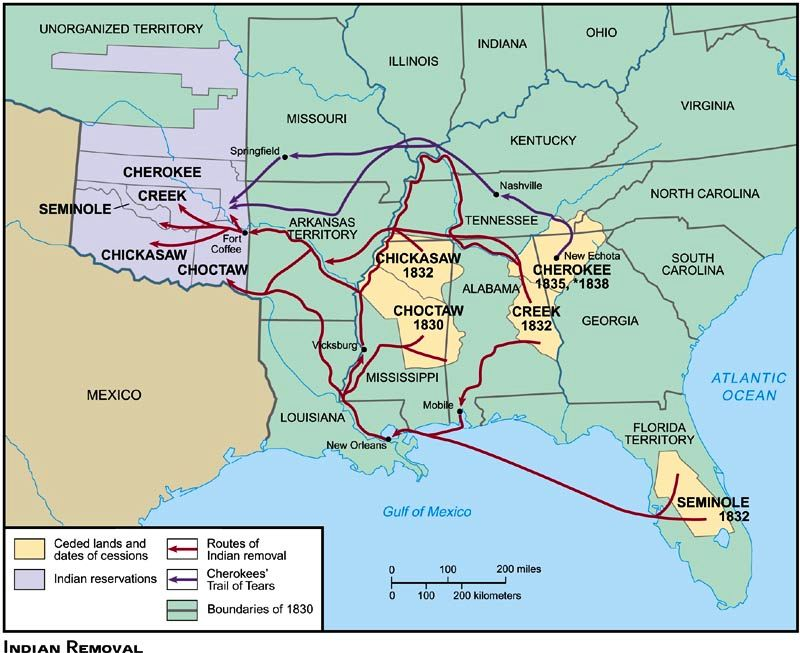 UNORGANIZED TERRITORY
ILLINOIS
INDIANA
OHIO
VIRGINIA
MISSOURI
KENTUCKY
Springfield
CHEROKEE
CREEK
SEMINOLE
Nashville
NORTH CAROLINA
TENNESSEE
ARKANSAS
TERRITORY
Fort
Coffee
CHICKASAW
CHOCTAW
CHICKASAW
1832
New Echota
CHEROKEE
1835, *1838
SOUTH
CAROLINA
ALABAMA
CHOCTAW
1830
CREEK
1832
GEORGIA
Vicksburg
MISSISSIPPI
MEXICO
ATLANTIC
OCEAN
LOUISIANA
Mobile
New Orleans
FLORIDA
TERRITORY
SEMINOLE
1832
Gulf of Mexico
Ceded lands and
dates of cessions
Indian reservations
Routes of
Indian removal
Cherokees'
Trail of Tears
Boundaries of 1830
0 100 200 miles
0 100 200 kilometers
INDIAN REMOVAL